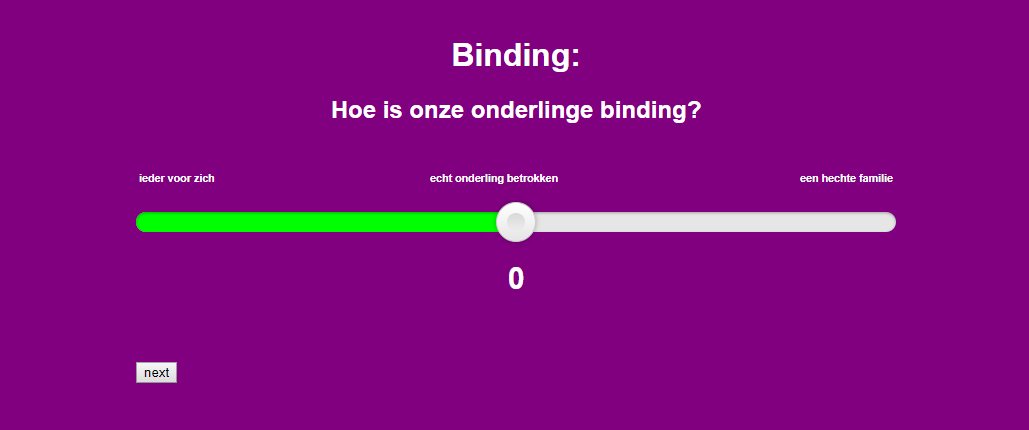 Binding:
Hoe is onze onderlinge binding?
ieder voor zich echt onderling betrokken een hechte familie
0
next